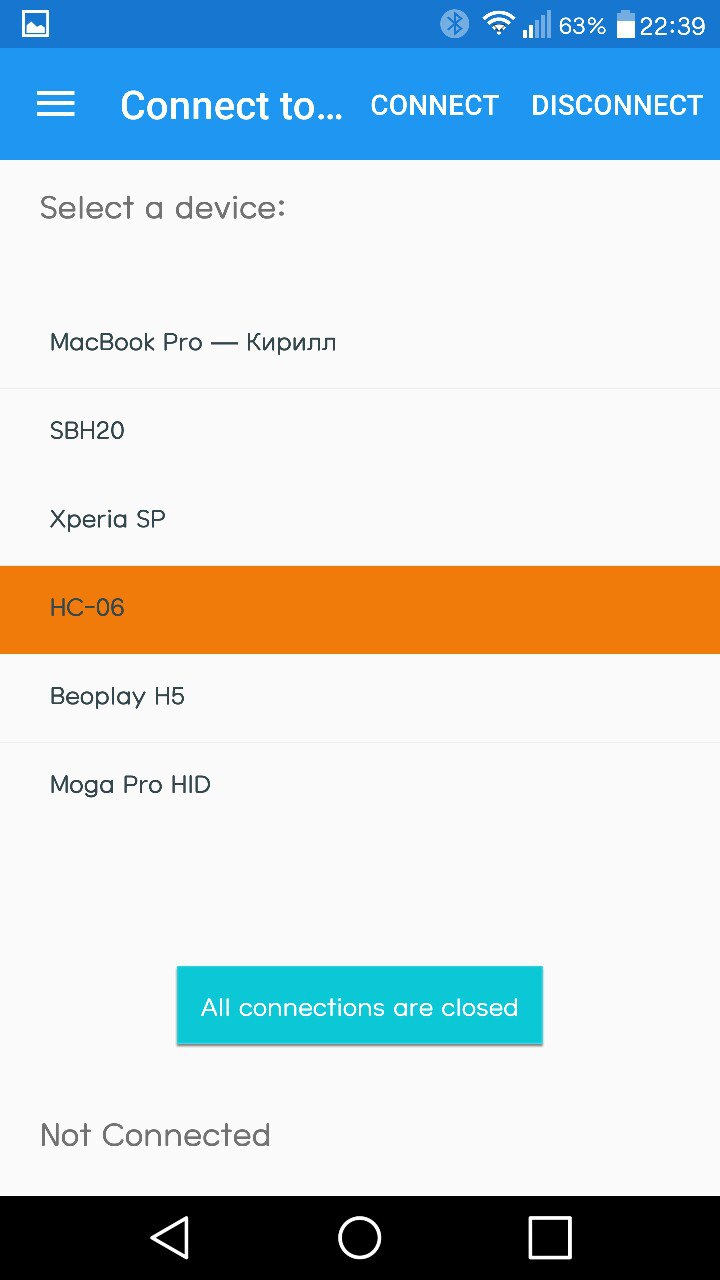 63% 22:39
Connect to... CONNECT DISCONNECT
Select a device:
MacBook Pro — Кирилл
SBH20
Xperia SP
HC-06
Beoplay H5
Moga Pro HID
All connections are closed
Not Connected